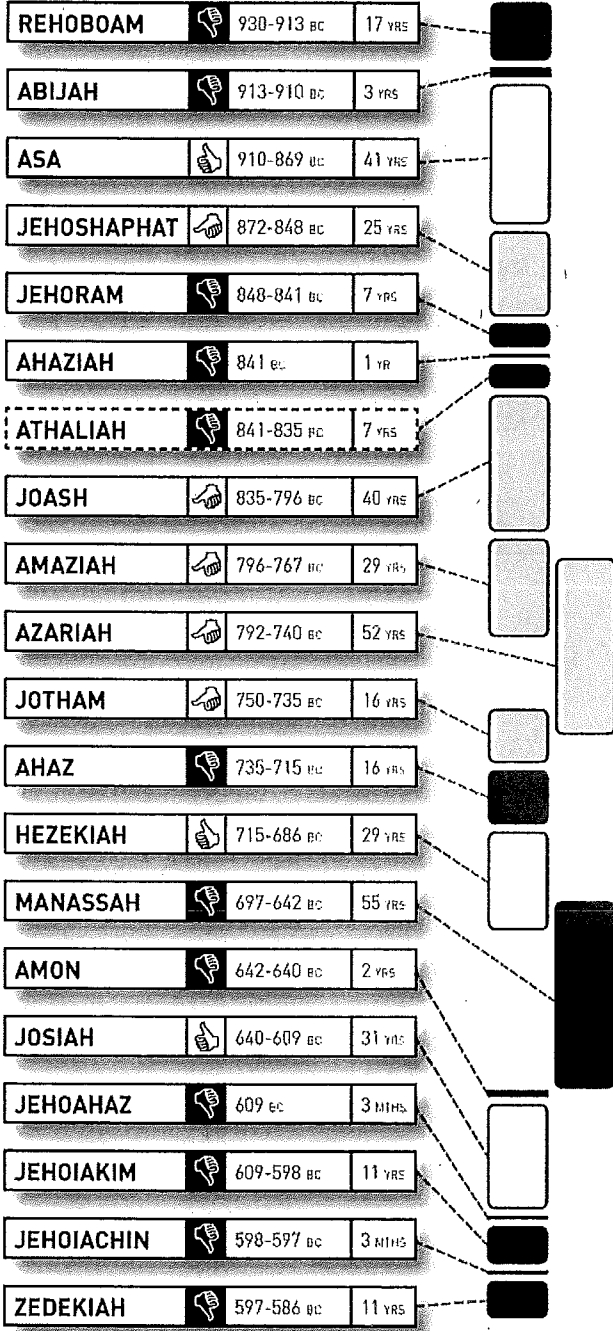 REHOBOAM 930-913 BC 17 YRS
ABIJAH 913-910 BC 3 YRS
ASA 910-869 BC 41 YRS
JEHOSHAPHAT 872-848 BC 25 YRS
JEHORAM 848-841 BC 7 YRS
AHAZIAH 841 BC 1 YR
ATHALIAH 841-835 BC 7 YRS
JOASH 835-796 BC 40 YRS
AMAZIAH 796-767 BC 29 YRS
AZARIAH 792-740 BC 52 YRS
JOTHAM 750-735 BC 16 YRS
AHAZ 735-715 BC 16 YRS
HEZEKIAH 715-686 BC 29 YRS
MANASSAH 697-642 BC 55 YRS
AMON 642-640 BC 2 YRS
JOSIAH 640-609 BC 31 YRS
JEHOAHAZ 609 BC 3 MTHS
JEHOIAKIM 609-598 BC 11 YRS
JEHOIACHIN 598-597 BC 3 MTHS
ZEDEKIAH 597-586 BC 11 YRS